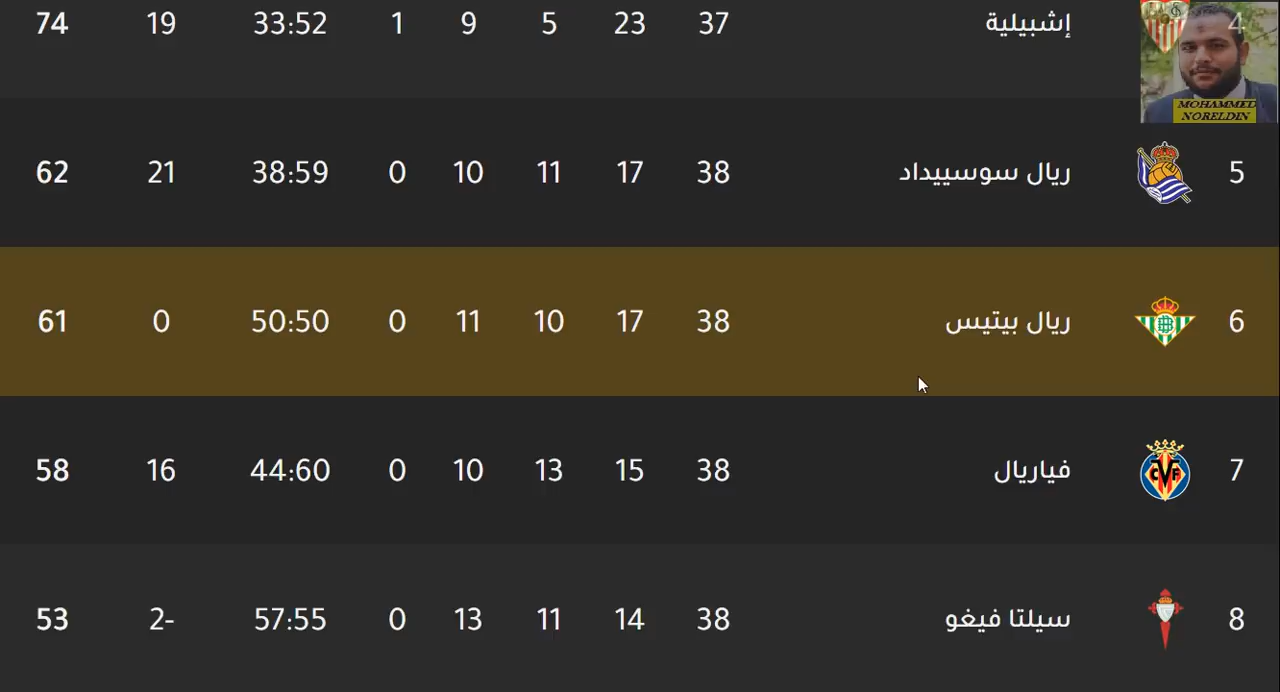 4 إشبيلية 37 23 5 9 1 33:52 19 74
MOHAMMED
NORELDIN
5 ريال سوسييداد 38 17 11 10 0 38:59 21 62
6 ريال بيتيس 38 17 10 11 0 50:50 0 61
7 فياريال 38 15 13 10 0 44:60 16 58
8 سيلتا فيغو 38 14 11 13 0 57:55 2- 53